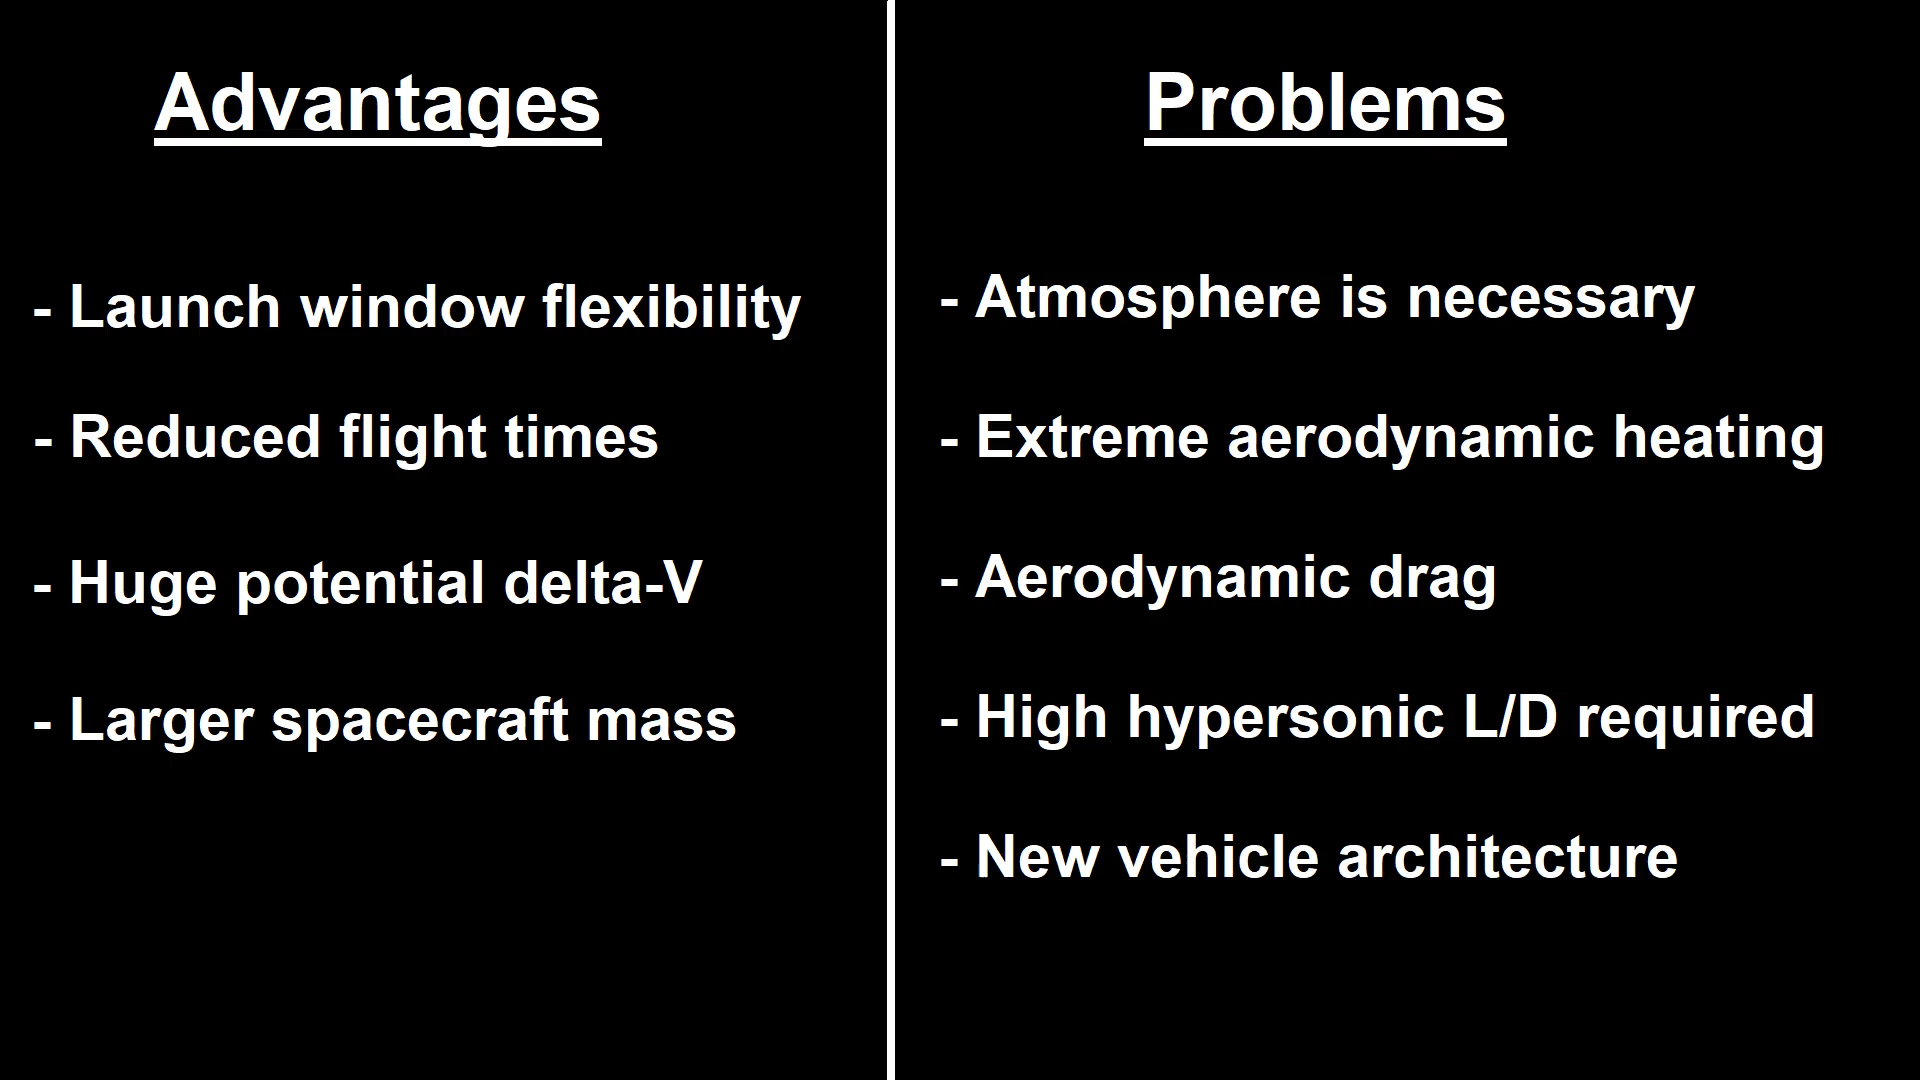 Advantages
- Launch window flexibility
- Reduced flight times
- Huge potential delta-V
- Larger spacecraft mass
Problems
- Atmosphere is necessary
- Extreme aerodynamic heating
- Aerodynamic drag
- High hypersonic L/D required
- New vehicle architecture